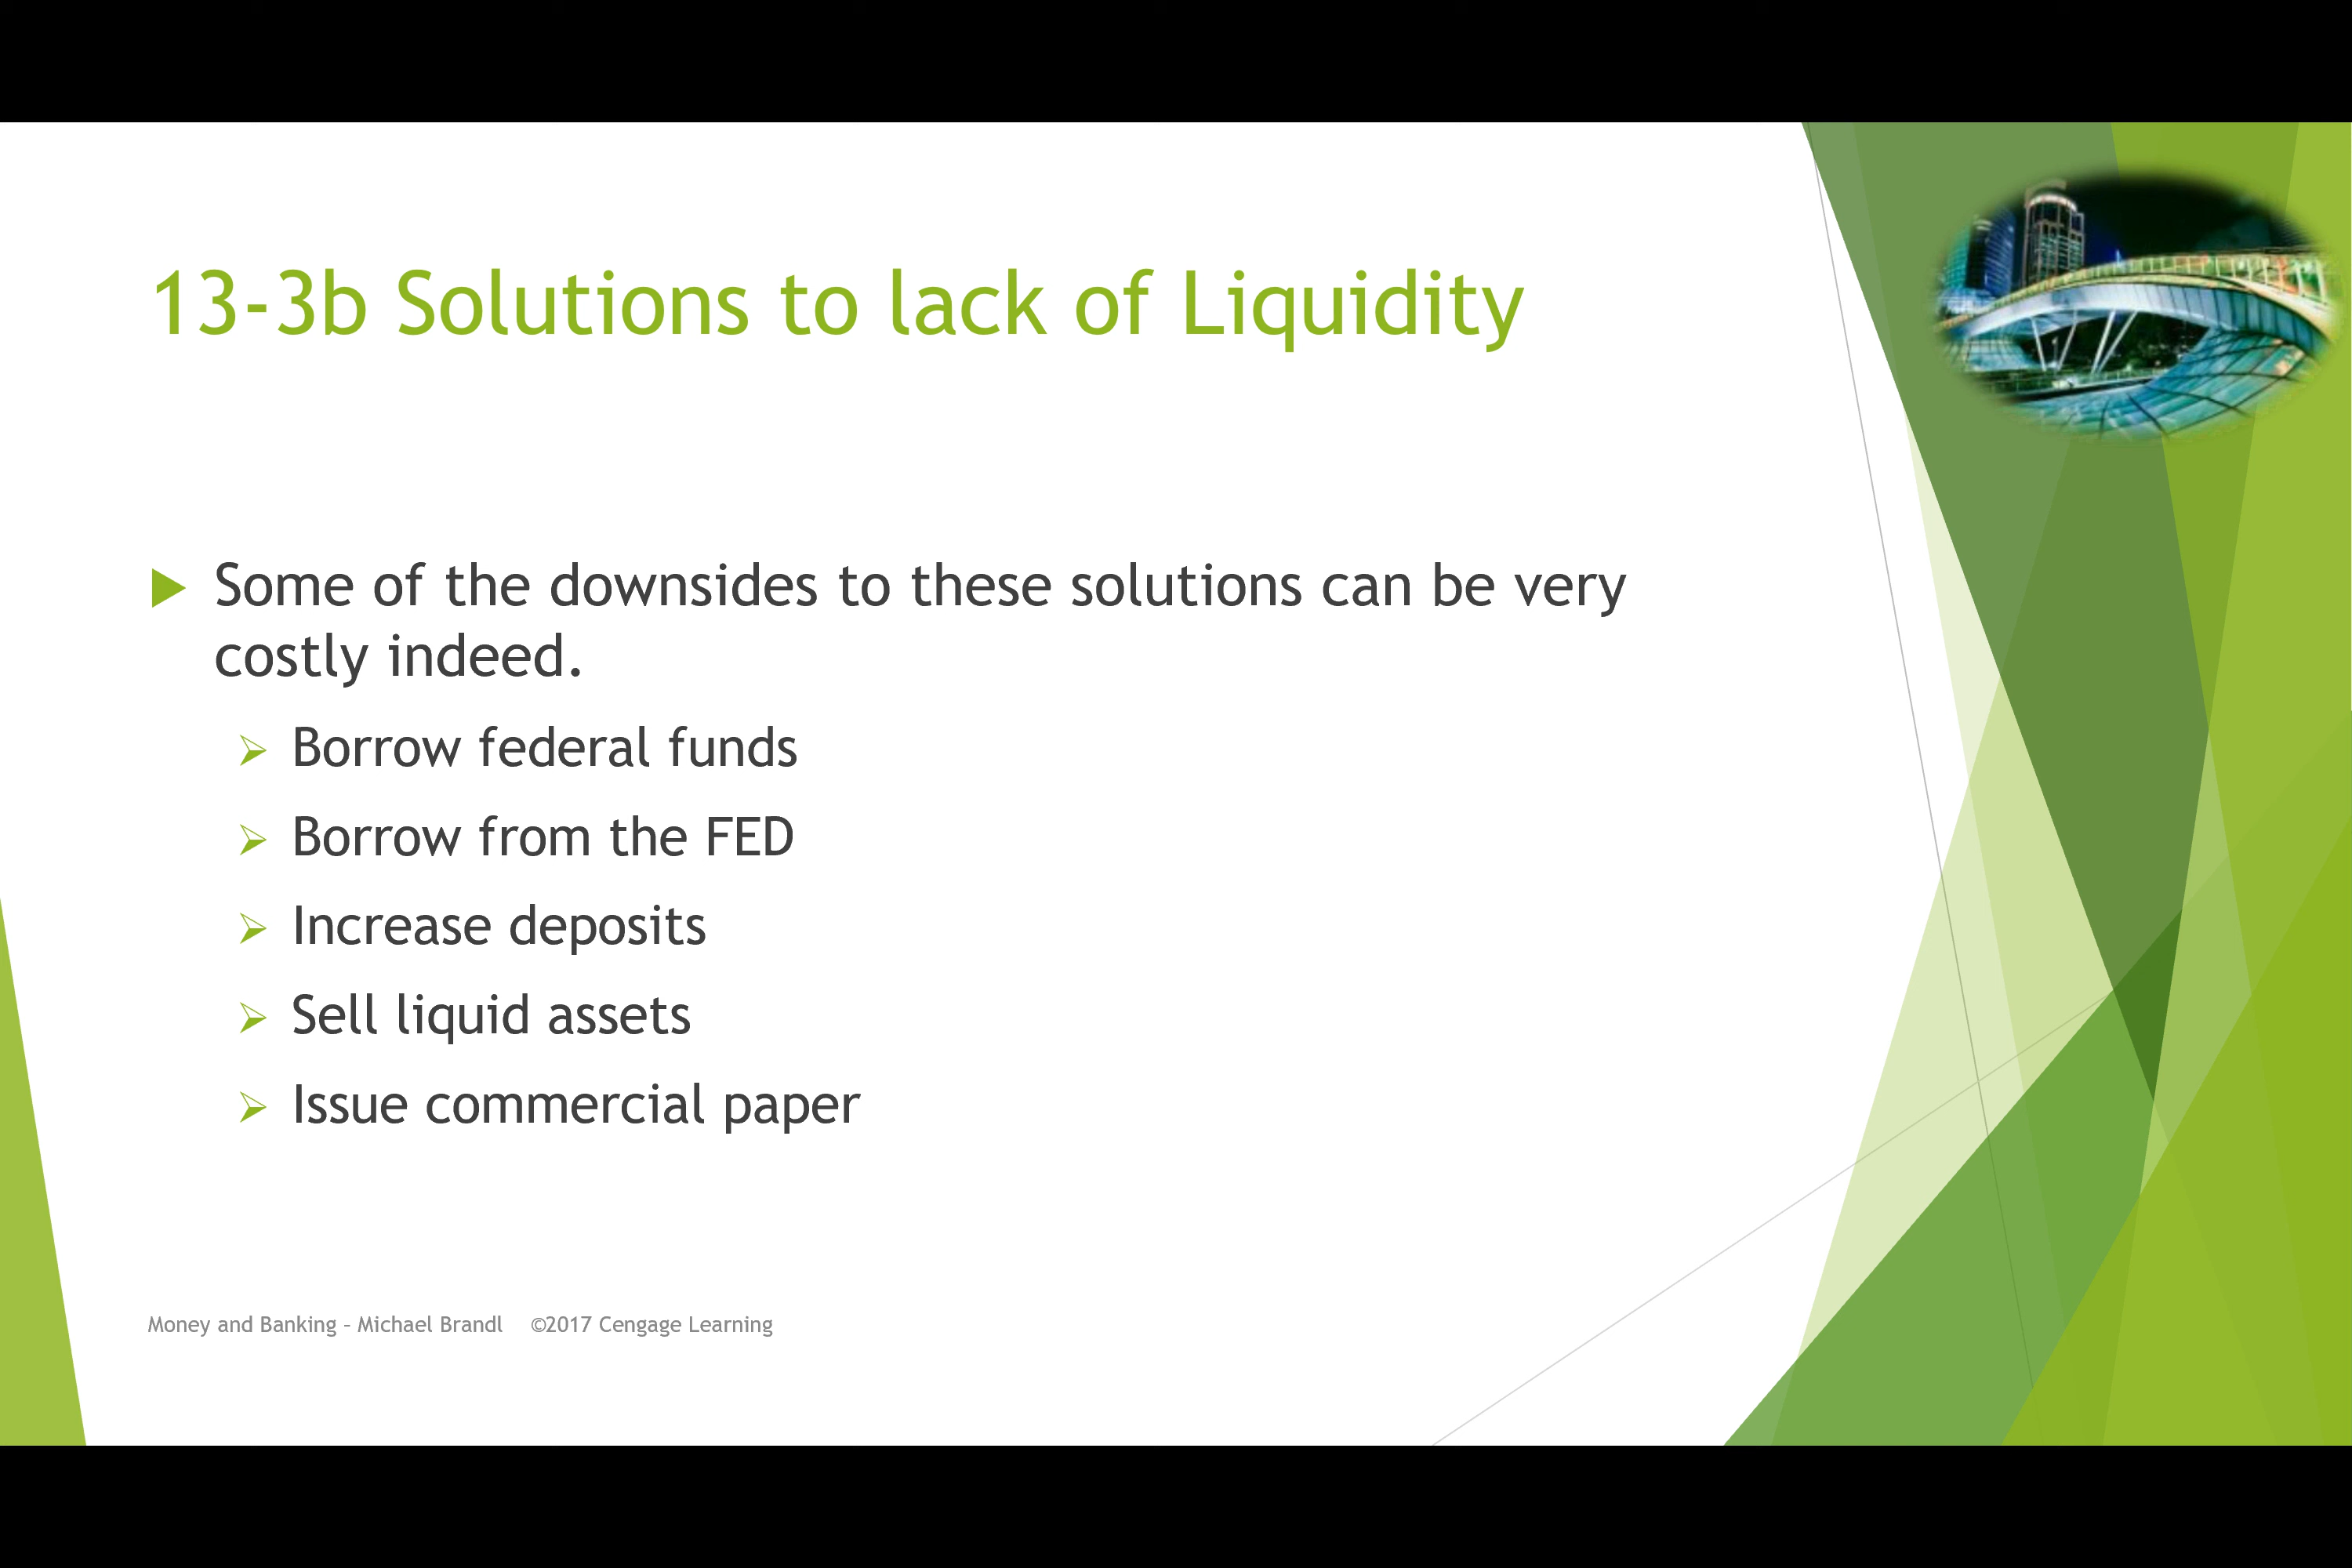 13-3b Solutions to lack of Liquidity
Some of the downsides to these solutions can be very
costly indeed.
Borrow federal funds
Borrow from the FED
Increase deposits
Sell liquid assets
Issue commercial paper
Money and Banking – Michael Brandl ©2017 Cengage Learning